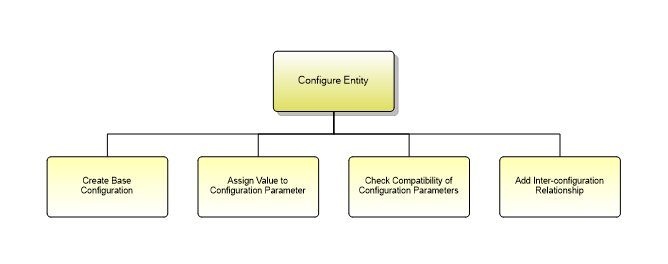 Configure Entity
Create Base
Configuration
Assign Value to
Configuration Parameter
Check Compatibility of
Configuration Parameters
Add Inter-configuration
Relationship